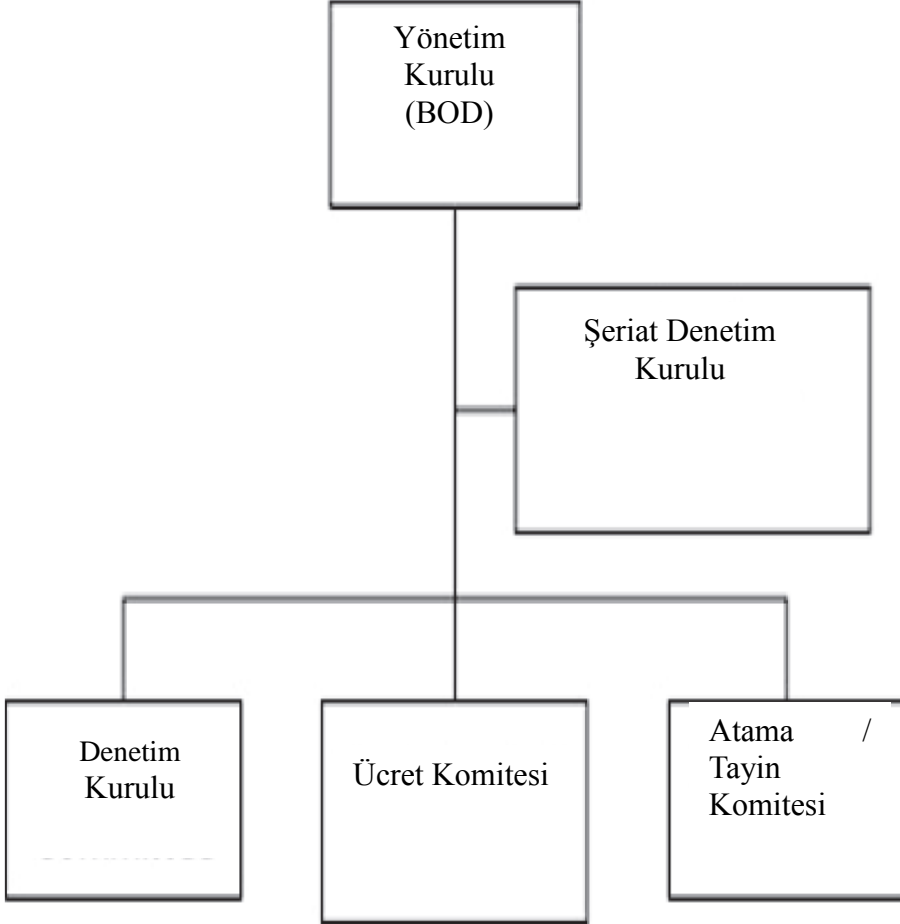 Yönetim
Kurulu
(BOD)
Şeriat Denetim
Kurulu
Denetim
Kurulu
Ücret Komitesi
Atama /
Tayin
Komitesi